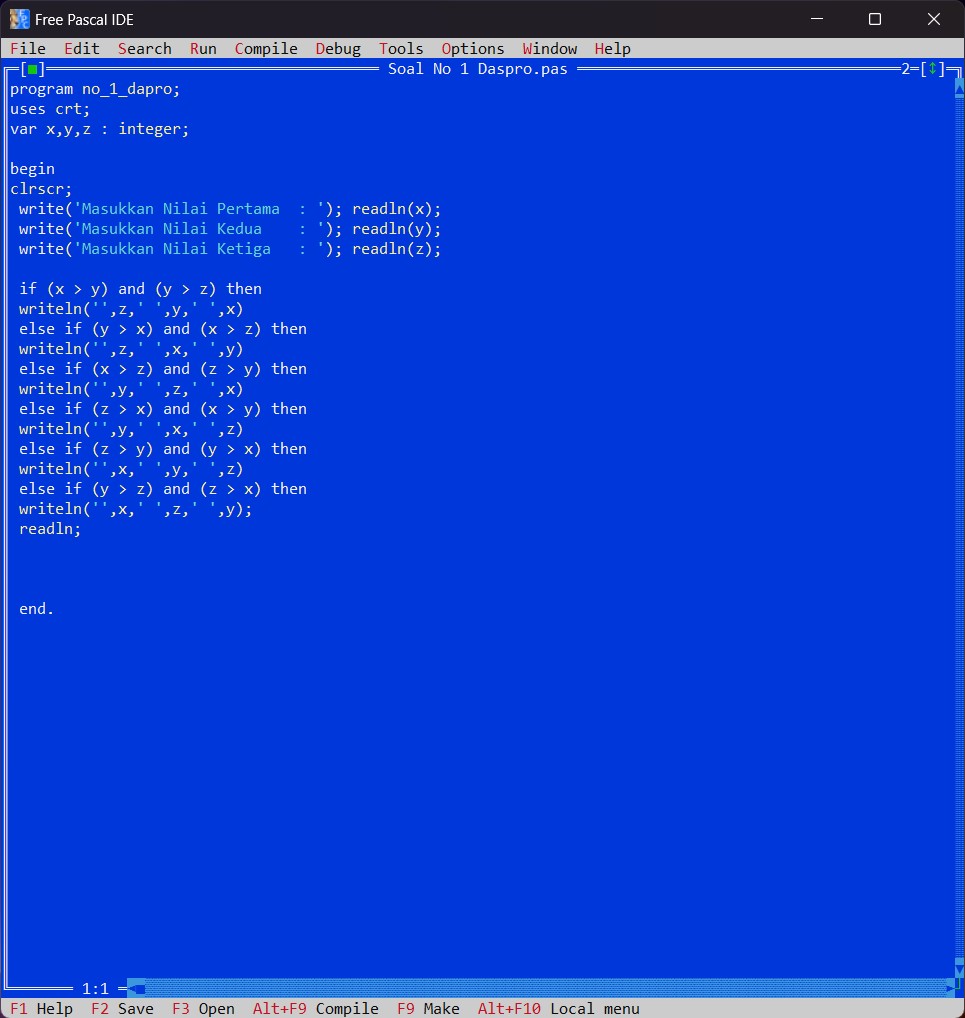 Free Pascal IDE
File Edit Search Run Compile Debug Tools Options Window Help
[■] Soal No 1 Daspro.pas 2=[↕]
program no_1_dapro;
uses crt;
var x,y,z : integer;
begin
clrscr;
write('Masukkan Nilai Pertama  : '); readln(x);
write('Masukkan Nilai Kedua    : '); readln(y);
write('Masukkan Nilai Ketiga   : '); readln(z);
if (x > y) and (y > z) then
writeln('',z,' ',y,' ',x)
else if (y > x) and (x > z) then
writeln('',z,' ',x,' ',y)
else if (x > z) and (z > y) then
writeln('',y,' ',z,' ',x)
else if (z > x) and (x > y) then
writeln('',y,' ',x,' ',z)
else if (z > y) and (y > x) then
writeln('',x,' ',y,' ',z)
else if (y > z) and (z > x) then
writeln('',x,' ',z,' ',y);
readln;
end.
1:1
F1 Help F2 Save F3 Open Alt+F9 Compile F9 Make Alt+F10 Local menu